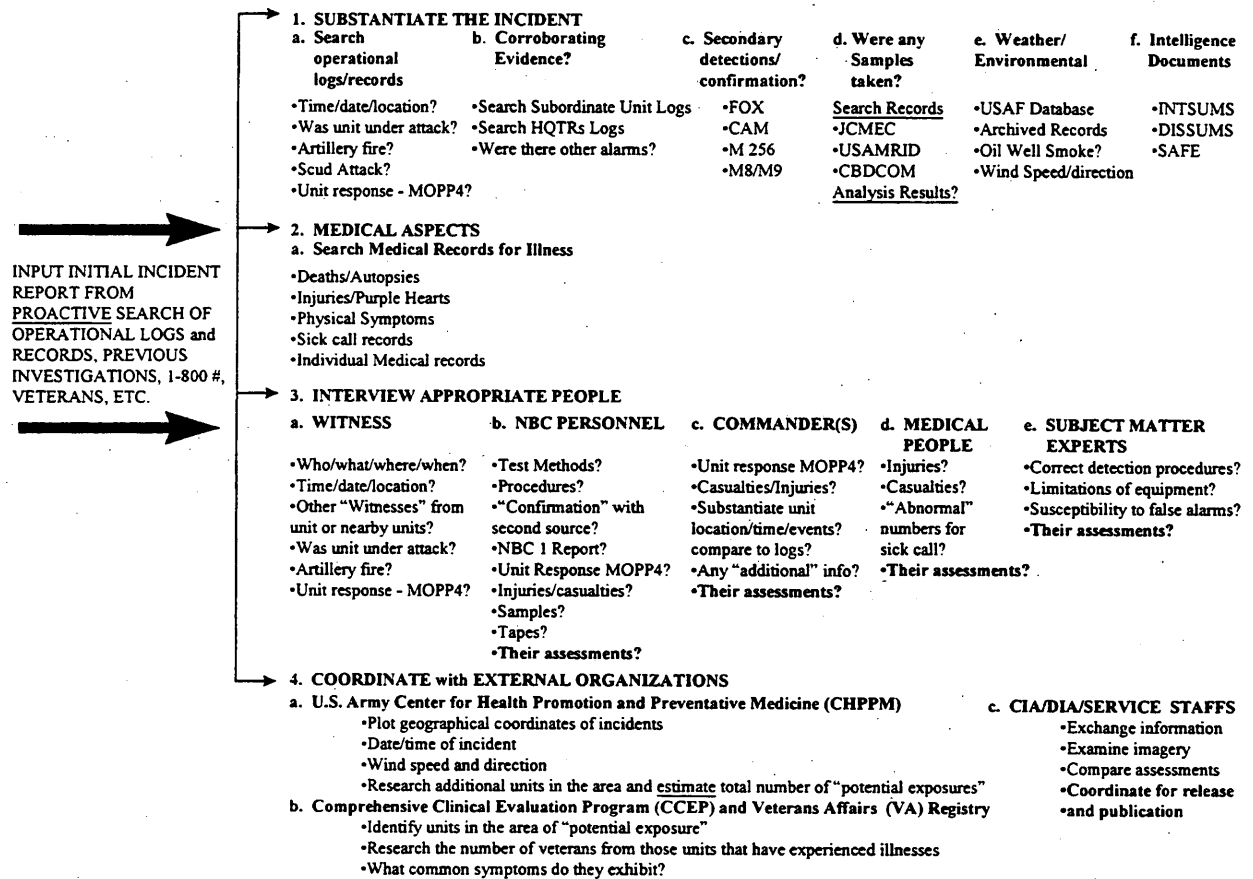 1. SUBSTANTIATE THE INCIDENT
a. Search operational logs/records
•Time/date/location?
•Was unit under attack?
•Artillery fire?
•Scud Attack?
•Unit response - MOPP4?
b. Corroborating Evidence?
•Search Subordinate Unit Logs
•Search HQTRs Logs
•Were there other alarms?
c. Secondary detections/ confirmation?
•FOX
•CAM
•M 256
•M8/M9
d. Were any Samples taken?
Search Records
•JCMEC
•USAMRID
•CBDCOM
Analysis Results?
e. Weather/ Environmental
•USAF Database
•Archived Records
•Oil Well Smoke?
•Wind Speed/direction
f. Intelligence Documents
•INTSUMS
•DISSUMS
•SAFE
INPUT INITIAL INCIDENT
REPORT FROM
PROACTIVE SEARCH OF
OPERATIONAL LOGS and
RECORDS, PREVIOUS
INVESTIGATIONS, 1-800 #,
VETERANS, ETC.
2. MEDICAL ASPECTS
a. Search Medical Records for Illness
•Deaths/Autopsies
•Injuries/Purple Hearts
•Physical Symptoms
•Sick call records
•Individual Medical records
3. INTERVIEW APPROPRIATE PEOPLE
a. WITNESS
•Who/what/where/when?
•Time/date/location?
•Other "Witnesses" from
unit or nearby units?
•Was unit under attack?
•Artillery fire?
•Unit response - MOPP4?
b. NBC PERSONNEL
•Test Methods?
•Procedures?
•"Confirmation" with
second source?
•NBC 1 Report?
•Unit Response MOPP4?
•Injuries/casualties?
•Samples?
•Tapes?
•Their assessments?
c. COMMANDER(S)
•Unit response MOPP4?
•Casualties/Injuries?
•Substantiate unit
location/time/events?
compare to logs?
•Any "additional" info?
•Their assessments?
d. MEDICAL
PEOPLE
•Injuries?
•Casualties?
•"Abnormal"
numbers for
sick call?
•Their assessments?
e. SUBJECT MATTER
EXPERTS
•Correct detection procedures?
•Limitations of equipment?
•Susceptibility to false alarms?
•Their assessments?
4. COORDINATE with EXTERNAL ORGANIZATIONS
a. U.S. Army Center for Health Promotion and Preventative Medicine (CHPPM)
•Plot geographical coordinates of incidents
•Date/time of incident
•Wind speed and direction
•Research additional units in the area and estimate total number of "potential exposures"
b. Comprehensive Clinical Evaluation Program (CCEP) and Veterans Affairs (VA) Registry
•Identify units in the area of "potential exposure"
•Research the number of veterans from those units that have experienced illnesses
•What common symptoms do they exhibit?
c. CIA/DIA/SERVICE STAFFS
•Exchange information
•Examine imagery
•Compare assessments
•Coordinate for release
•and publication